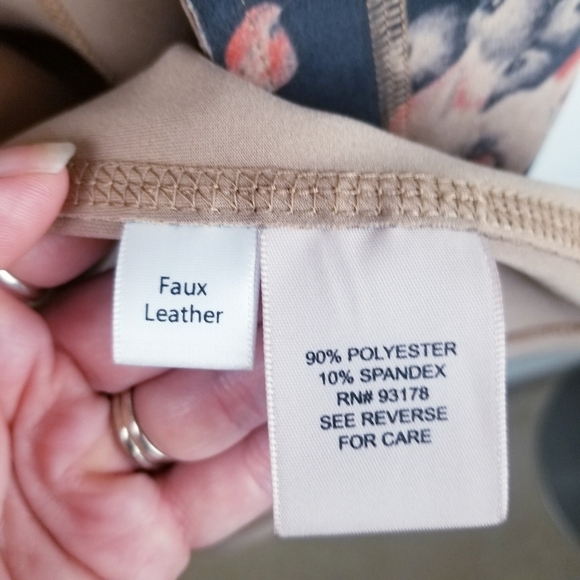 Faux
Leather
90% POLYESTER
10% SPANDEX
RN# 93178
SEE REVERSE
FOR CARE